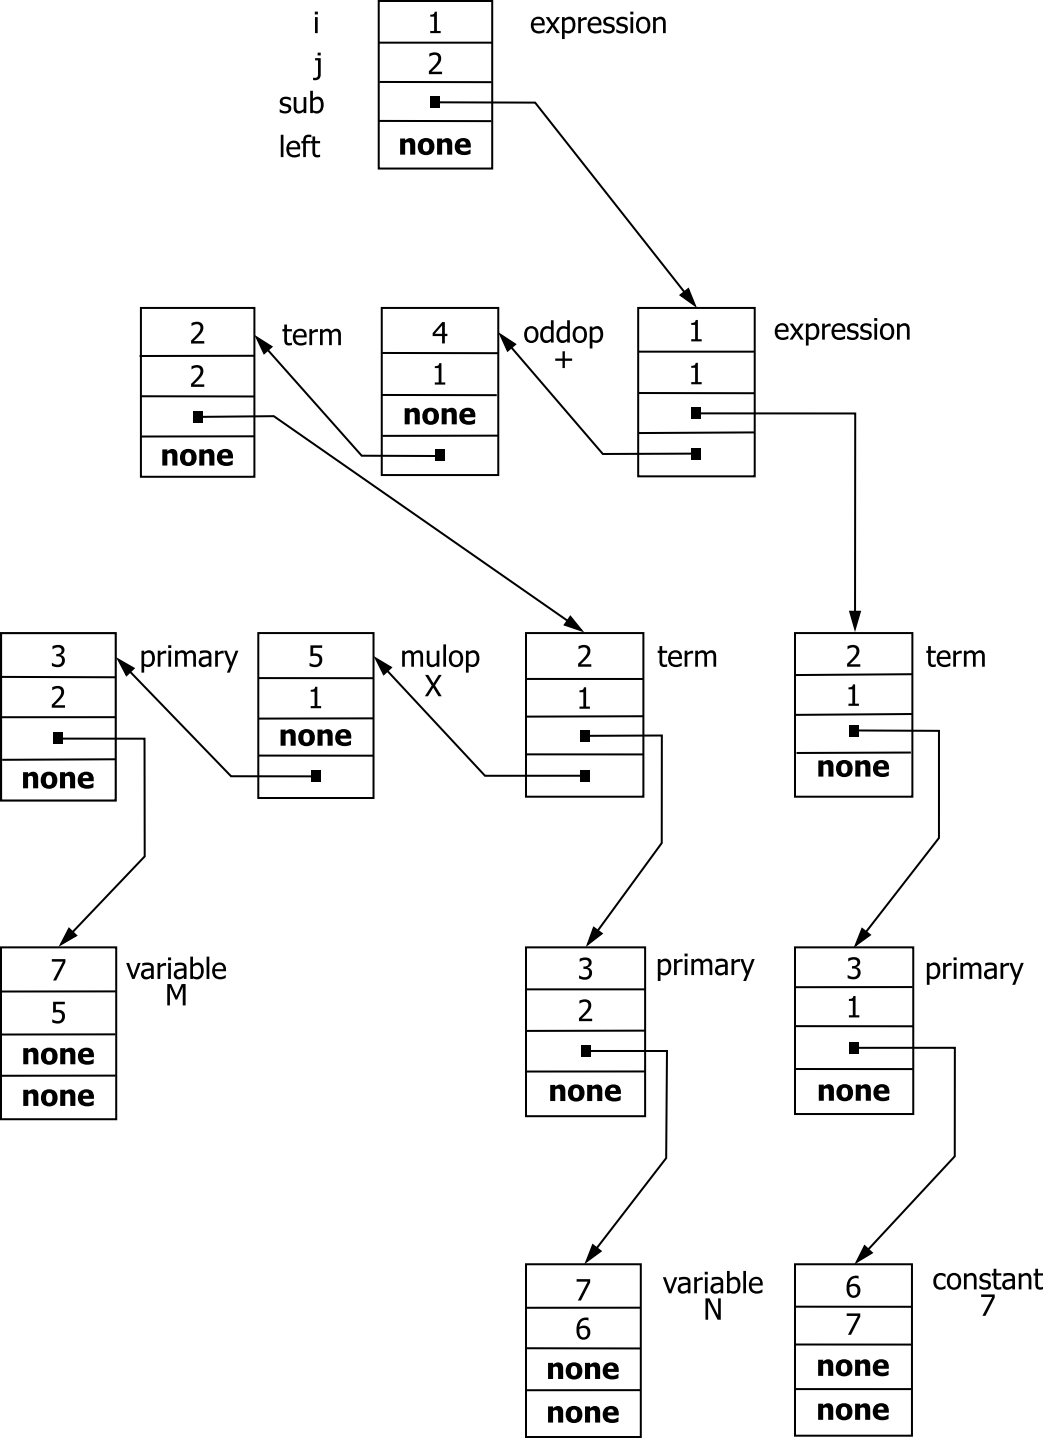 i 1 expression
j 2
sub
left none
2 term 4 oddop 1 expression
+
2 1 1
none
none
3 primary 5 mulop 2 term 2 term
X
2 1 1 1
none
none none
7 variable 3 primary 3 primary
M
5 2 1
none
none none none
7 variable 6 constant
N 7
6 7
none none
none none